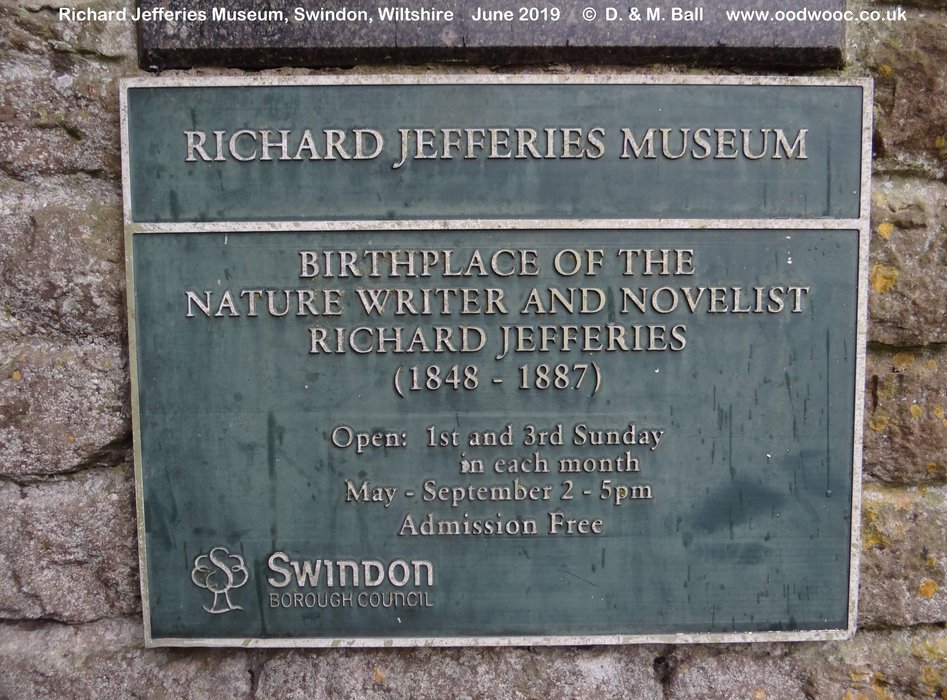 Richard Jefferies Museum, Swindon, Wiltshire June 2019 © D. & M. Ball www.oodwooc.co.uk
RICHARD JEFFERIES MUSEUM
BIRTHPLACE OF THE
NATURE WRITER AND NOVELIST
RICHARD JEFFERIES
(1848 - 1887)
Open: 1st and 3rd Sunday
in each month
May - September 2 - 5pm
Admission Free
SWINDON
BOROUGH COUNCIL